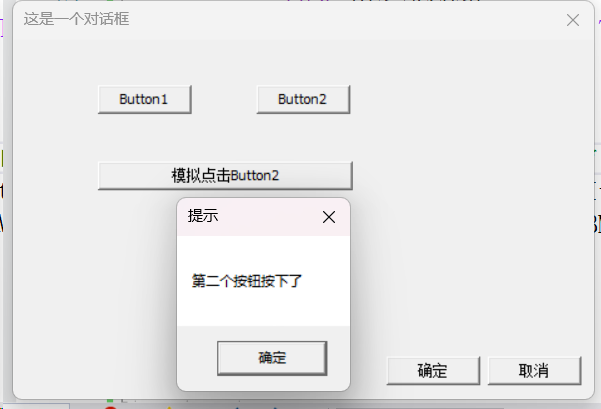 这是一个对话框
Button1
Button2
模拟点击Button2
提示
第二个按钮按下了
确定
确定
取消